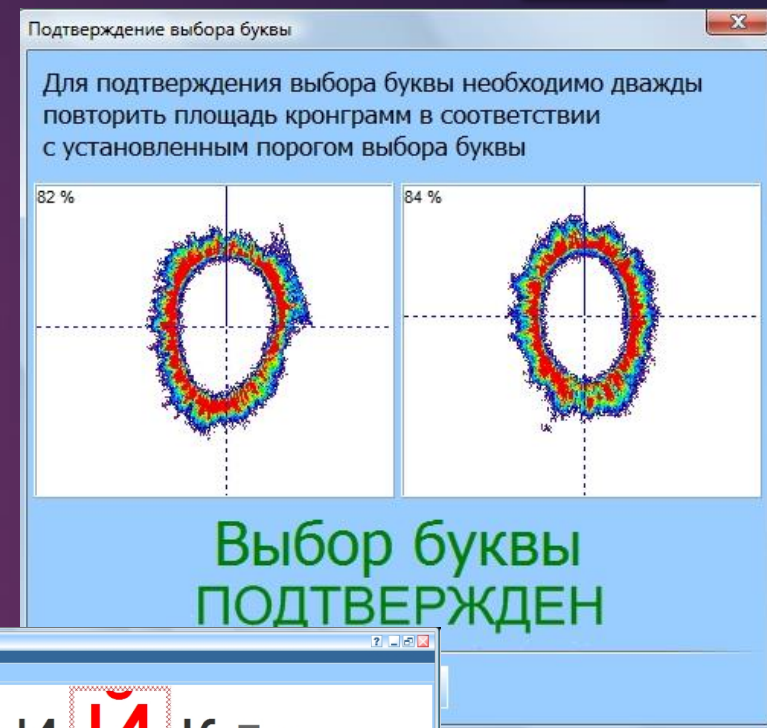 Подтверждение выбора буквы
Для подтверждения выбора буквы необходимо дважды
повторить площадь кронграмм в соответствии
с установленным порогом выбора буквы
82 %
84 %
Выбор буквы
ПОДТВЕРЖДЕН
Й